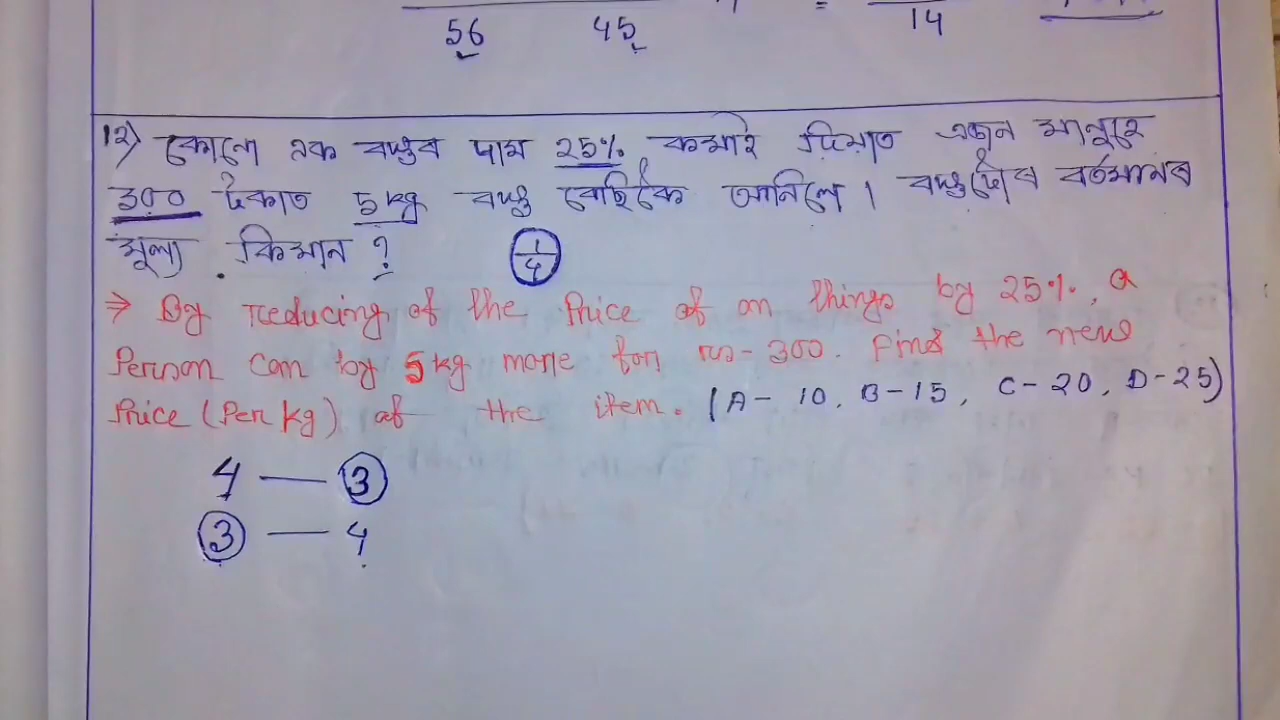 56 45 = 14
12) কোনো এক বস্তুৰ দাম 25% কমাই দিয়াত এজন মানুহে
300 টকাত 5 kg বস্তু বেছিকৈ আনিলে। বস্তুটোৰ বৰ্তমানৰ
মূল্য কিমান ? 1/4
→ By reducing of the Price of an things by 25%, a
Person can by 5 kg more for rs- 300. Find the new
Price (Per kg) of the item. (A- 10, B-15, C-20, D-25)
4 — 3
3 — 4